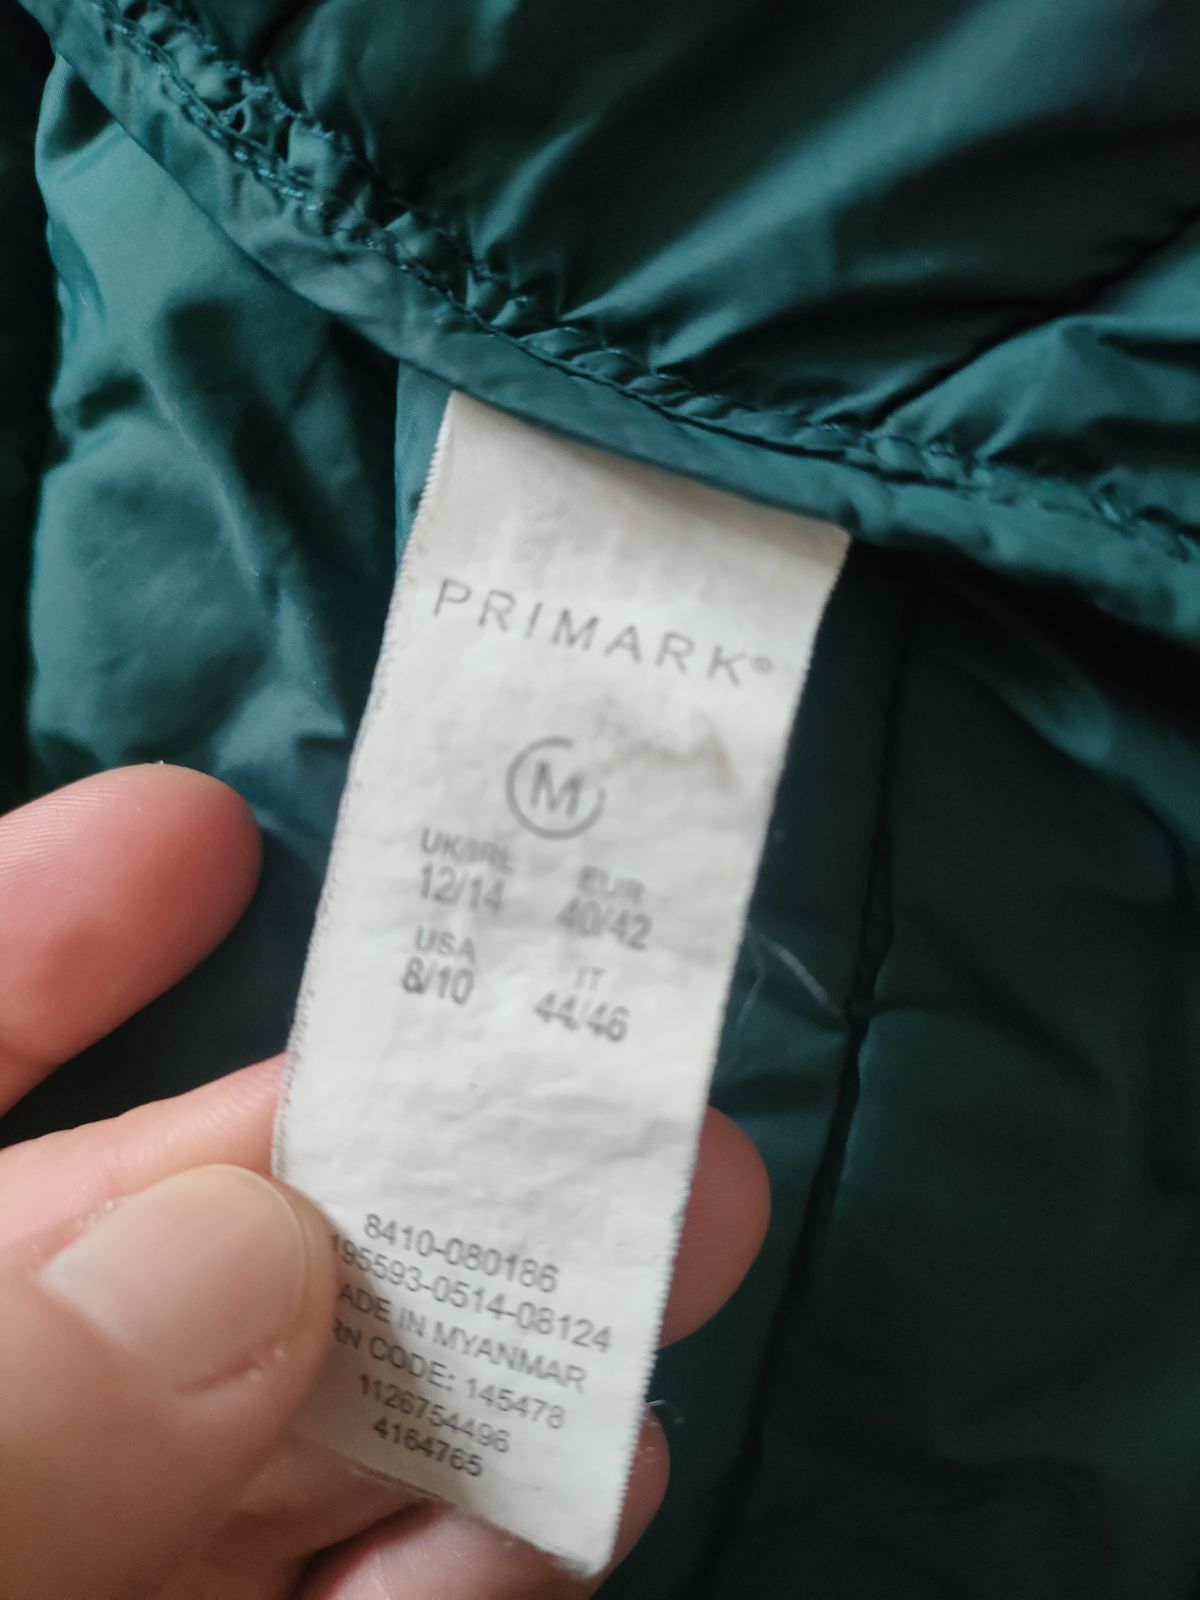 PRIMARK®
M
UK/IRL EUR
12/14 40/42
USA IT
8/10 44/46
8410-080186
195593-0514-08124
ADE IN MYANMAR
RN CODE: 145478
1126754496
4164765